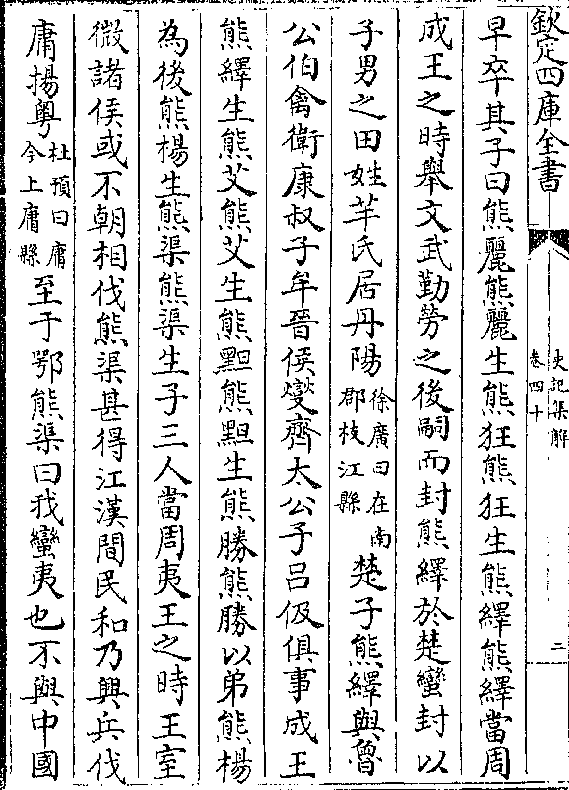 欽定四庫全書
史記集解
卷四十
二
早卒其子曰熊麗熊麗生熊狂熊狂生熊繹熊繹當周
成王之時舉文武勤勞之後嗣而封熊繹於楚蠻封以
子男之田姓芉氏居丹陽徐廣曰在南郡枝江縣楚子熊繹與魯
公伯禽衛康叔子牟晉侯燮齊太公子呂伋俱事成王
熊繹生熊艾熊艾生熊䵣熊䵣生熊勝熊勝以弟熊楊
為後熊楊生熊渠熊渠生子三人當周夷王之時王室
微諸侯或不朝相伐熊渠甚得江漢間民和乃興兵伐
庸揚粵杜預曰庸今上庸縣至于鄂熊渠曰我蠻夷也不與中國